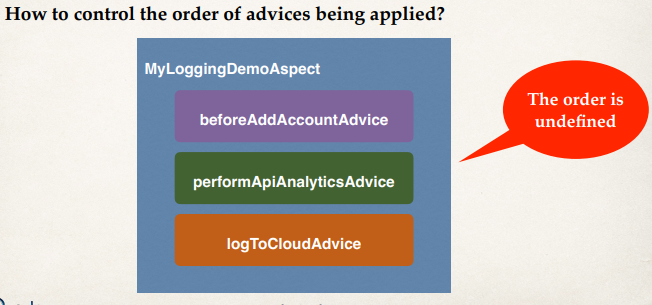 How to control the order of advices being applied?
MyLoggingDemoAspect
beforeAddAccountAdvice
performApiAnalyticsAdvice
logToCloudAdvice
The order is
undefined